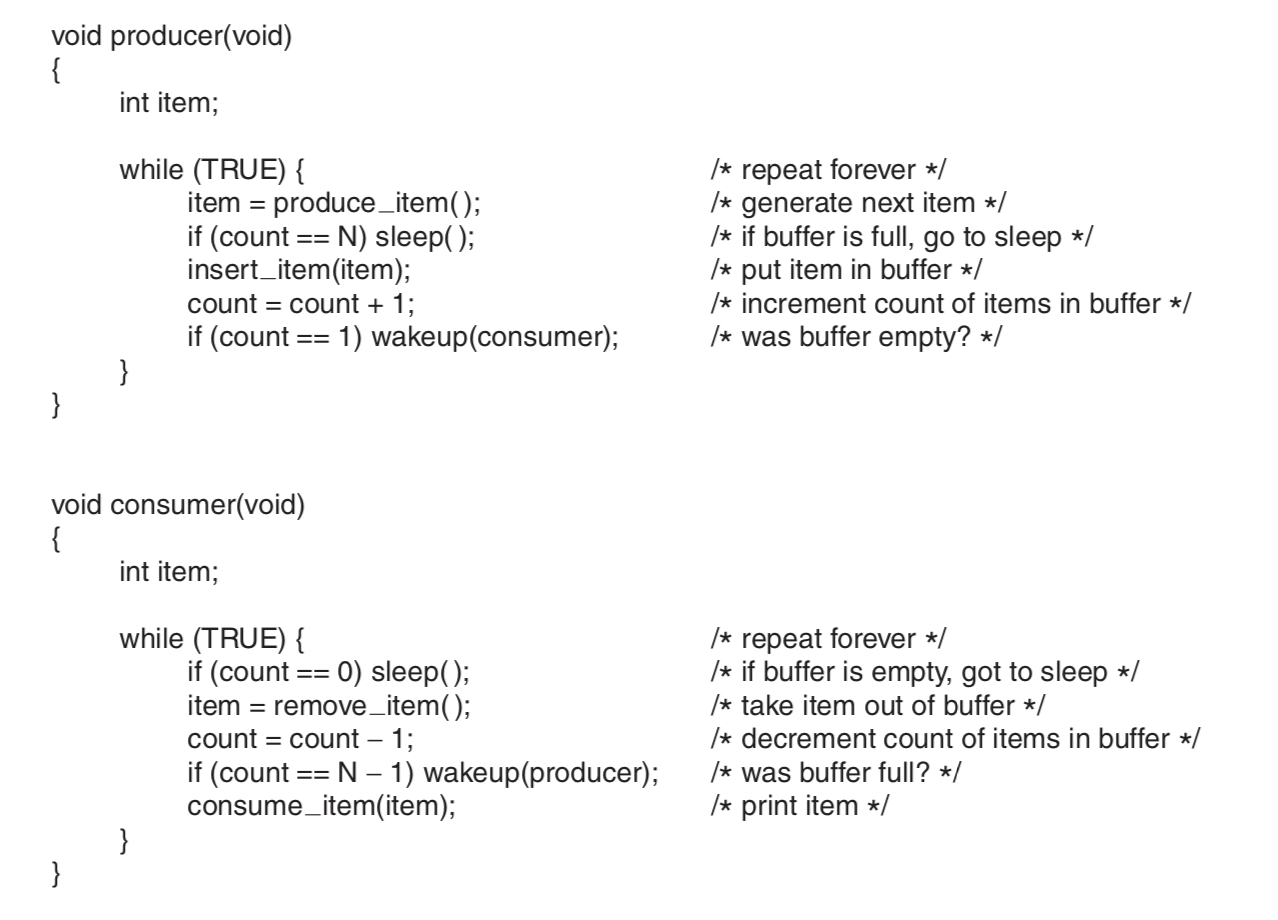 void producer(void)
{
int item;
while (TRUE) { /* repeat forever */
item = produce_item( ); /* generate next item */
if (count == N) sleep( ); /* if buffer is full, go to sleep */
insert_item(item); /* put item in buffer */
count = count + 1; /* increment count of items in buffer */
if (count == 1) wakeup(consumer); /* was buffer empty? */
}
}
void consumer(void)
{
int item;
while (TRUE) { /* repeat forever */
if (count == 0) sleep( ); /* if buffer is empty, got to sleep */
item = remove_item( ); /* take item out of buffer */
count = count − 1; /* decrement count of items in buffer */
if (count == N − 1) wakeup(producer); /* was buffer full? */
consume_item(item); /* print item */
}
}